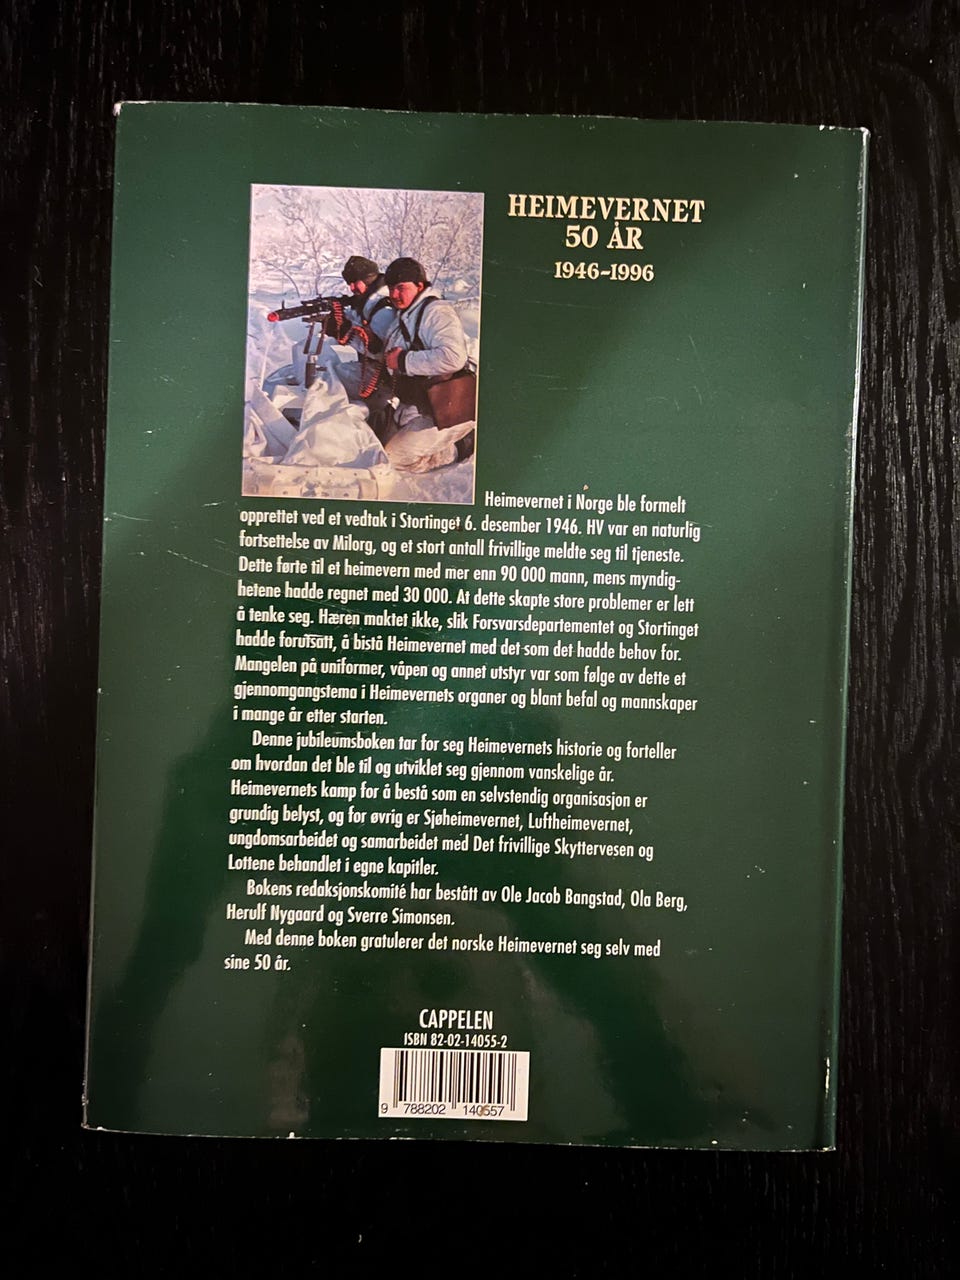 HEIMEVERNET
50 ÅR
1946-1996
Heimevernet i Norge ble formelt
opprettet ved et vedtak i Stortinget 6. desember 1946. HV var en naturlig
fortsettelse av Milorg, og et stort antall frivillige meldte seg til tjeneste.
Dette førte til et heimevern med mer enn 90 000 mann, mens myndig-
hetene hadde regnet med 30 000. At dette skapte store problemer er lett
å tenke seg. Hæren maktet ikke, slik Forsvarsdepartementet og Stortinget
hadde forutsatt, å bistå Heimevernet med det som det hadde behov for.
Mangelen på uniformer, våpen og annet utstyr var som følge av dette et
gjennomgangstema i Heimevernets organer og blant befal og mannskaper
i mange år etter starten.
Denne jubileumsboken tar for seg Heimevernets historie og forteller
om hvordan det ble til og utviklet seg gjennom vanskelige år.
Heimevernets kamp for å bestå som en selvstendig organisasjon er
grundig belyst, og for øvrig er Sjøheimevernet, Luftheimevernet,
ungdomsarbeidet og samarbeidet med Det frivillige Skyttervesen og
Lottene behandlet i egne kapitler.
Bokens redaksjonskomité har bestått av Ole Jacob Bangstad, Ola Berg,
Herulf Nygaard og Sverre Simonsen.
Med denne boken gratulerer det norske Heimevernet seg selv med
sine 50 år.
CAPPELEN
ISBN 82-02-14055-2
9 788202 140557